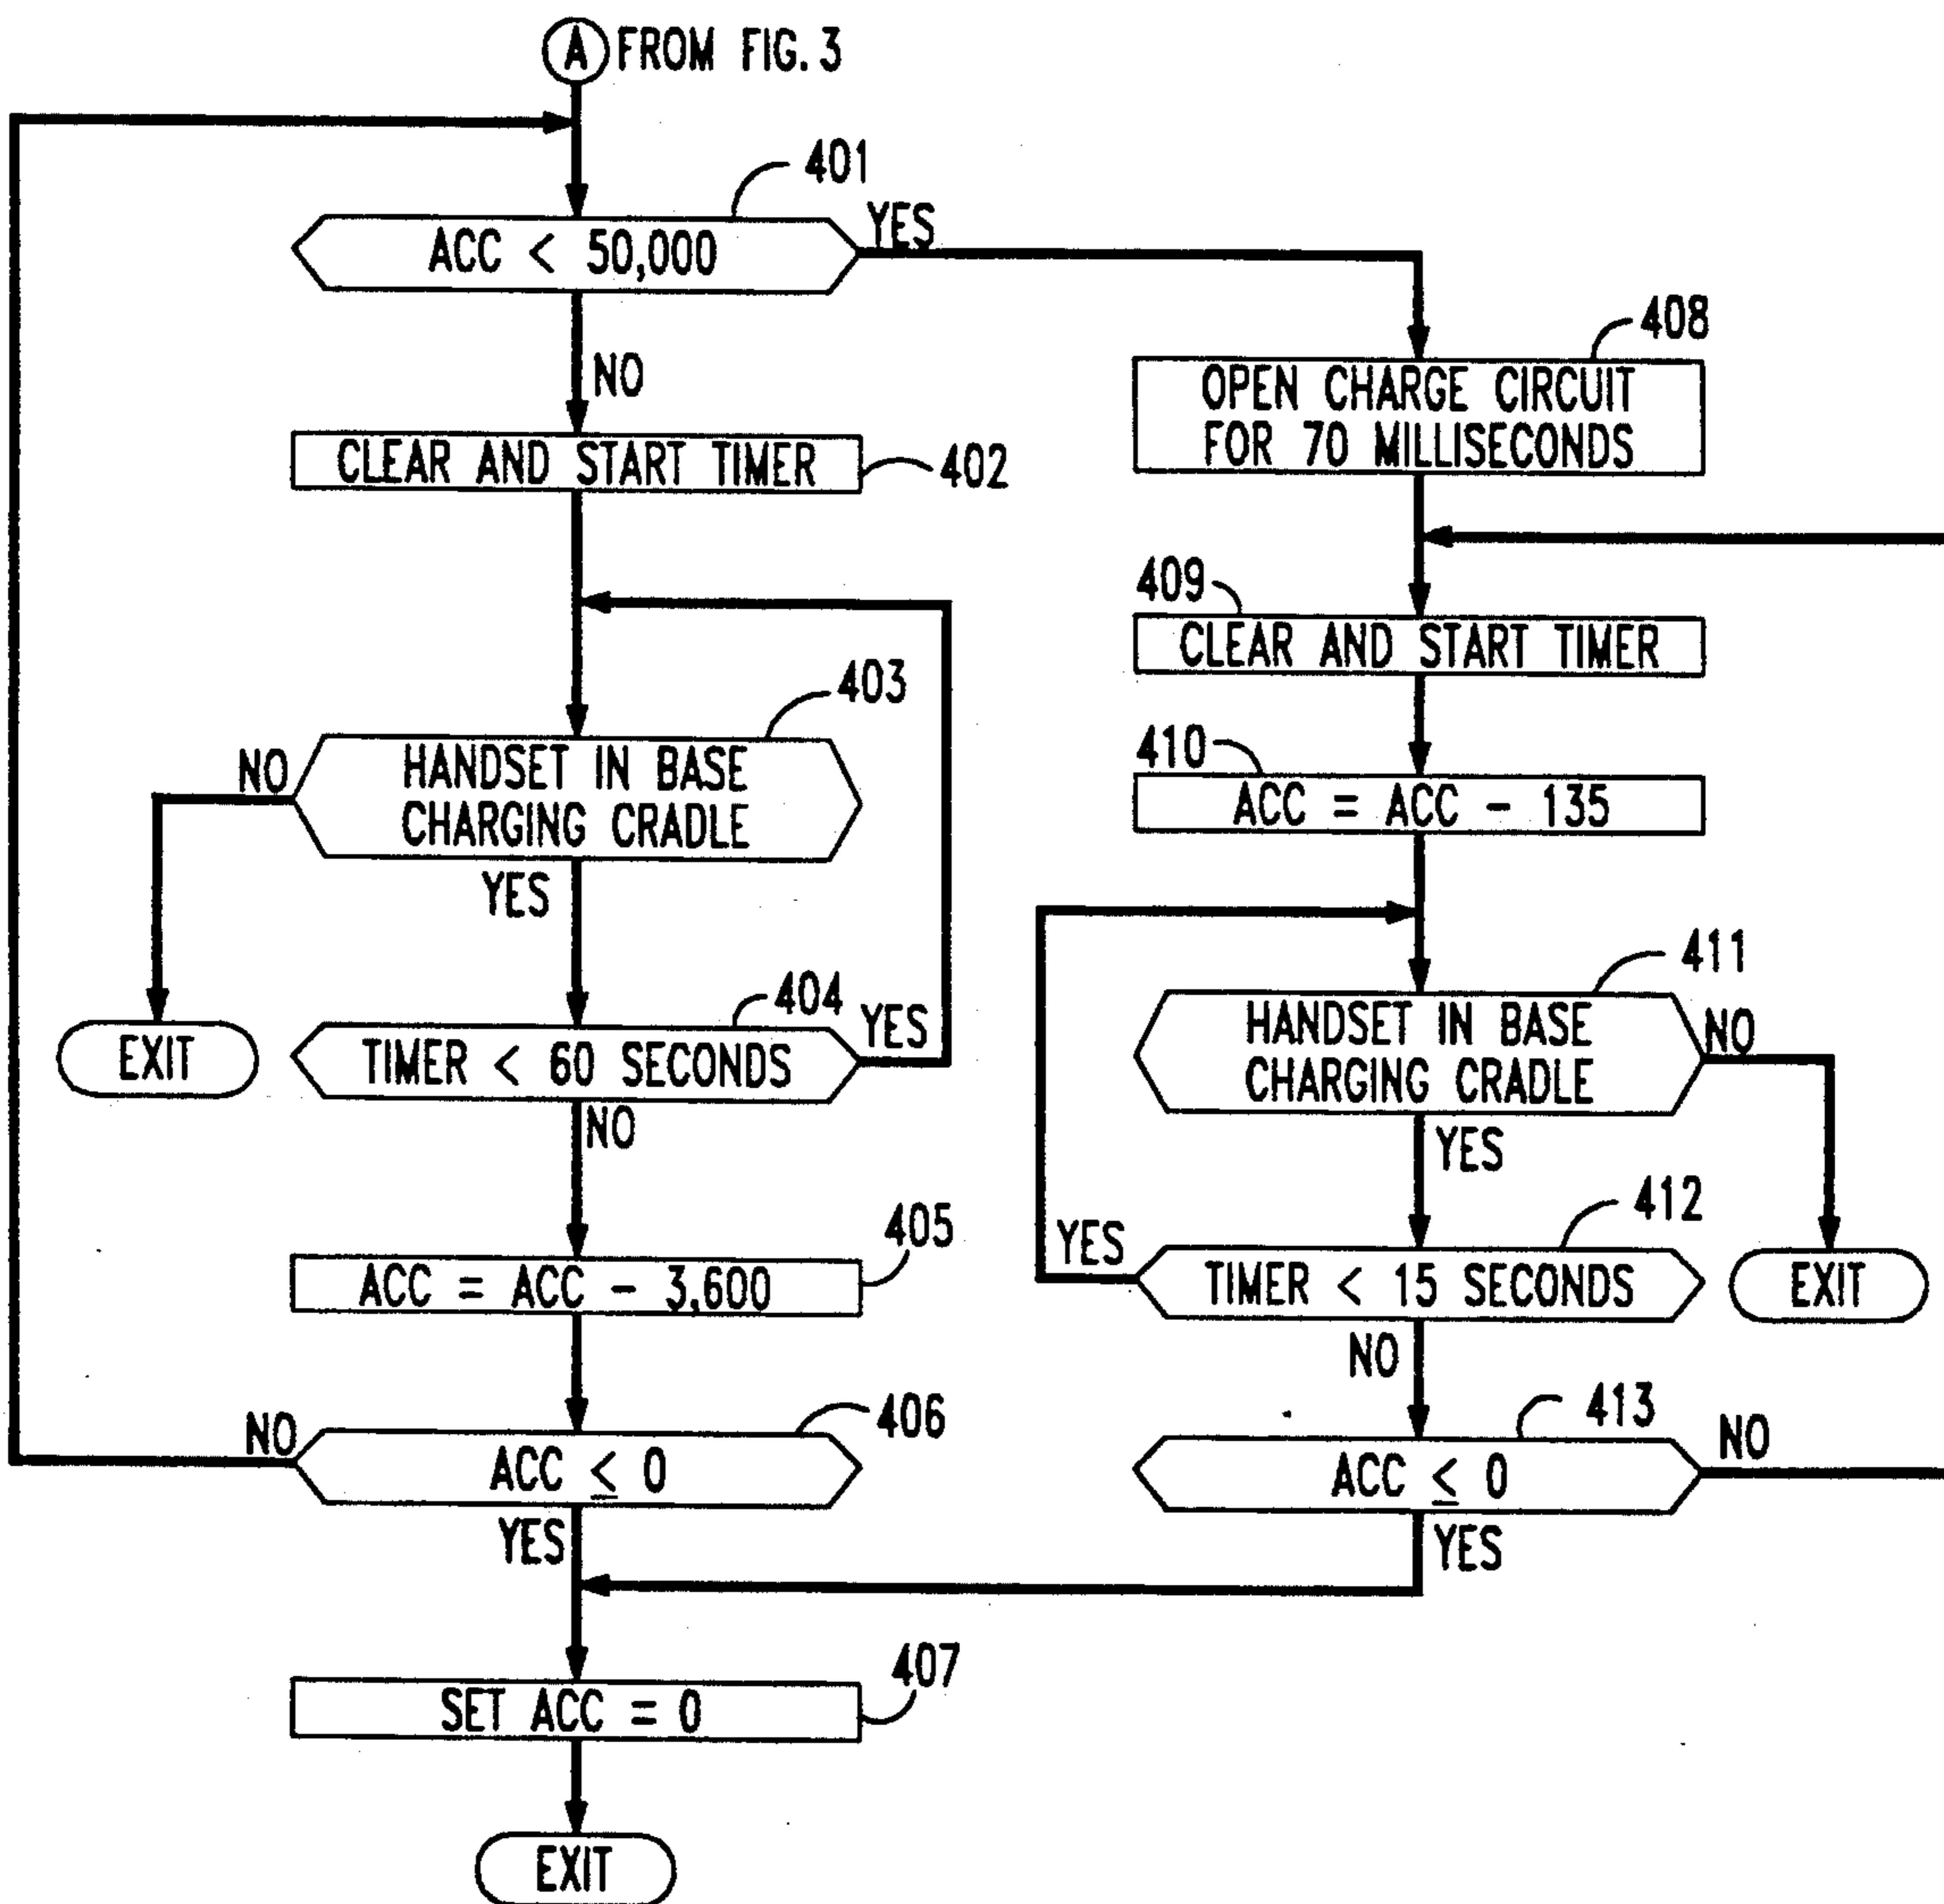 A FROM FIG. 3
401
ACC < 50,000
YES
NO
CLEAR AND START TIMER
402
403
HANDSET IN BASE
CHARGING CRADLE
NO
YES
EXIT
404
TIMER < 60 SECONDS
YES
NO
405
ACC = ACC - 3,600
406
ACC ≤ 0
NO
YES
407
SET ACC = 0
EXIT
408
OPEN CHARGE CIRCUIT
FOR 70 MILLISECONDS
409
CLEAR AND START TIMER
410
ACC = ACC - 135
411
HANDSET IN BASE
CHARGING CRADLE
NO
YES
EXIT
412
TIMER < 15 SECONDS
YES
NO
413
ACC ≤ 0
NO
YES